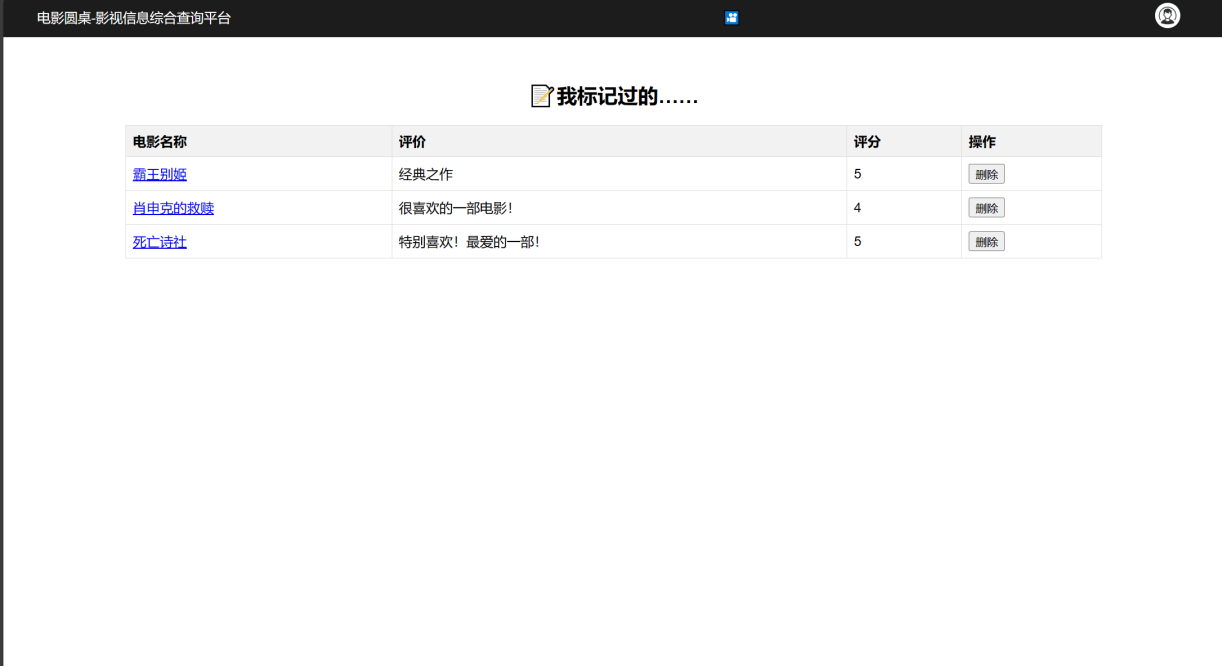 电影圆桌-影视信息综合查询平台
📝我标记过的……
电影名称 评价 评分 操作
霸王别姬 经典之作 5 删除
肖申克的救赎 很喜欢的一部电影！ 4 删除
死亡诗社 特别喜欢！最爱的一部！ 5 删除